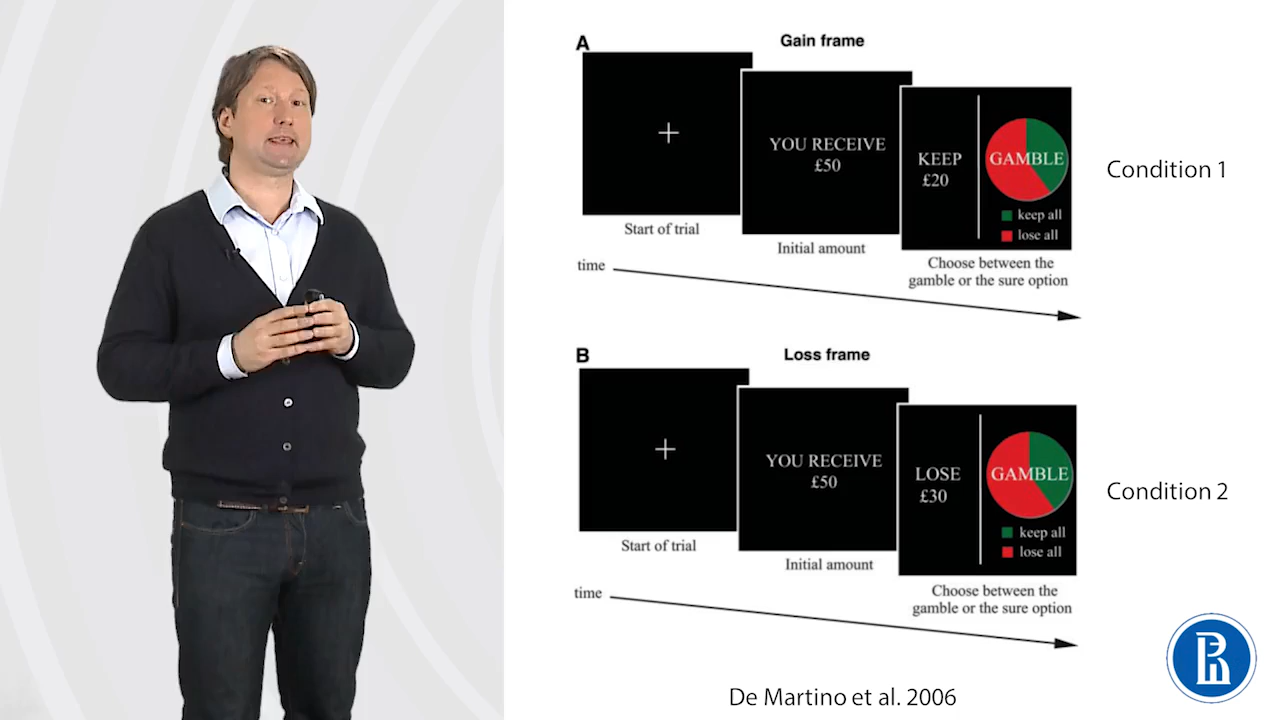 A
Gain frame
+
YOU RECEIVE
£50
KEEP
£20
GAMBLE
keep all
lose all
Condition 1
Start of trial
Initial amount
Choose between the
gamble or the sure option
time
B
Loss frame
+
YOU RECEIVE
£50
LOSE
£30
GAMBLE
keep all
lose all
Condition 2
Start of trial
Initial amount
Choose between the
gamble or the sure option
time
De Martino et al. 2006